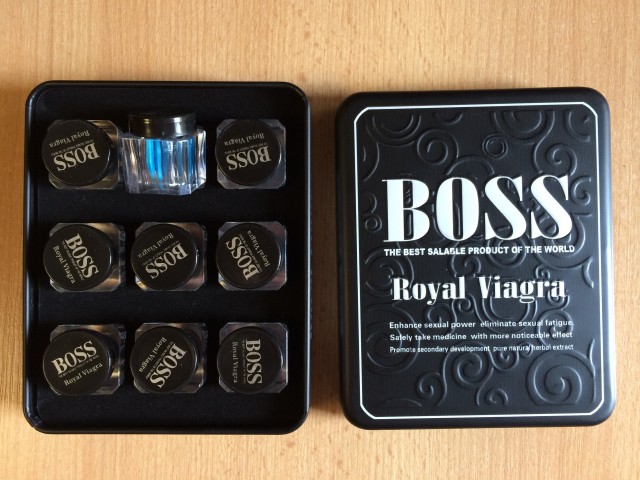 BOSS
Royal Viagra
BOSS
Royal Viagra
BOSS
Royal Viagra
BOSS
Royal Viagra
BOSS
Royal Viagra
BOSS
Royal Viagra
BOSS
Royal Viagra
BOSS
Royal Viagra
BOSS
THE BEST SALABLE PRODUCT OF THE WORLD
Royal Viagra
Enhance sexual power eliminate sexual fatigue
Safely take medicine with more noticeable effect
Promote secondary development pure natural herbal extract